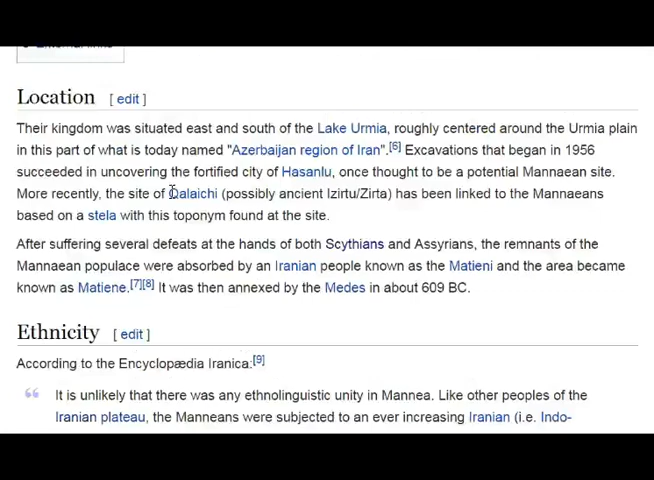 Location [ edit ]
Their kingdom was situated east and south of the Lake Urmia, roughly centered around the Urmia plain
in this part of what is today named "Azerbaijan region of Iran".[6] Excavations that began in 1956
succeeded in uncovering the fortified city of Hasanlu, once thought to be a potential Mannaean site.
More recently, the site of Qalaichi (possibly ancient Izirtu/Zirta) has been linked to the Mannaeans
based on a stela with this toponym found at the site.
After suffering several defeats at the hands of both Scythians and Assyrians, the remnants of the
Mannaean populace were absorbed by an Iranian people known as the Matieni and the area became
known as Matiene.[7][8] It was then annexed by the Medes in about 609 BC.
Ethnicity [ edit ]
According to the Encyclopædia Iranica:[9]
“ It is unlikely that there was any ethnolinguistic unity in Mannea. Like other peoples of the
Iranian plateau, the Manneans were subjected to an ever increasing Iranian (i.e. Indo-